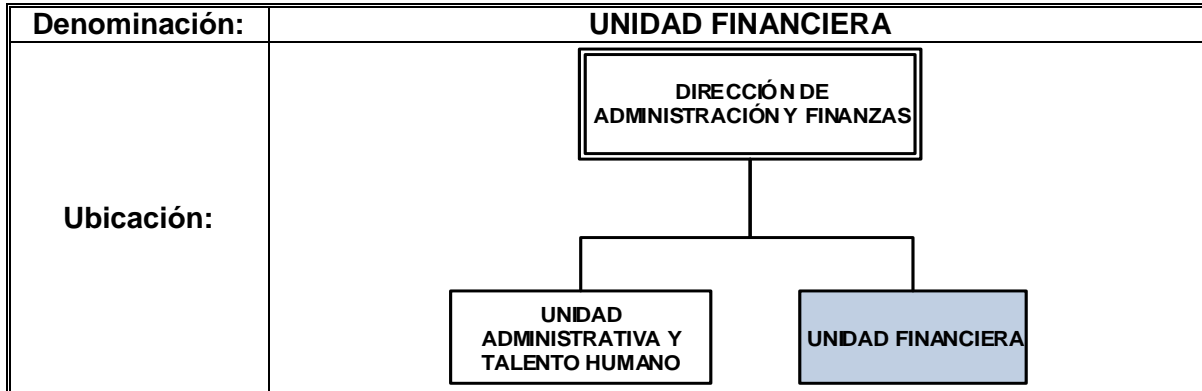 Denominación:
UNIDAD FINANCIERA
Ubicación:
DIRECCIÓN DE
ADMINISTRACIÓN Y FINANZAS
UNIDAD
ADMINISTRATIVA Y
TALENTO HUMANO
UNIDAD FINANCIERA